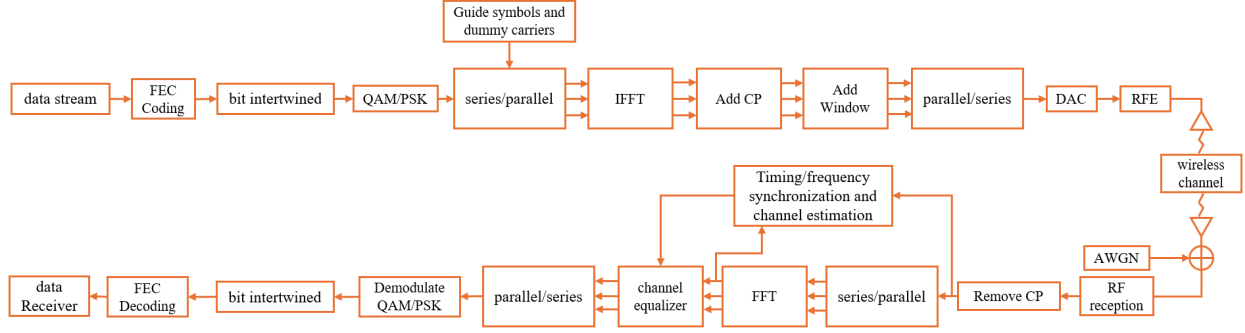 Guide symbols and
dummy carriers
data stream
FEC
Coding
bit intertwined
QAM/PSK
series/parallel
IFFT
Add CP
Add
Window
parallel/series
DAC
RFE
wireless
channel
Timing/frequency
synchronization and
channel estimation
AWGN
data
Receiver
FEC
Decoding
bit intertwined
Demodulate
QAM/PSK
parallel/series
channel
equalizer
FFT
series/parallel
Remove CP
RF
reception